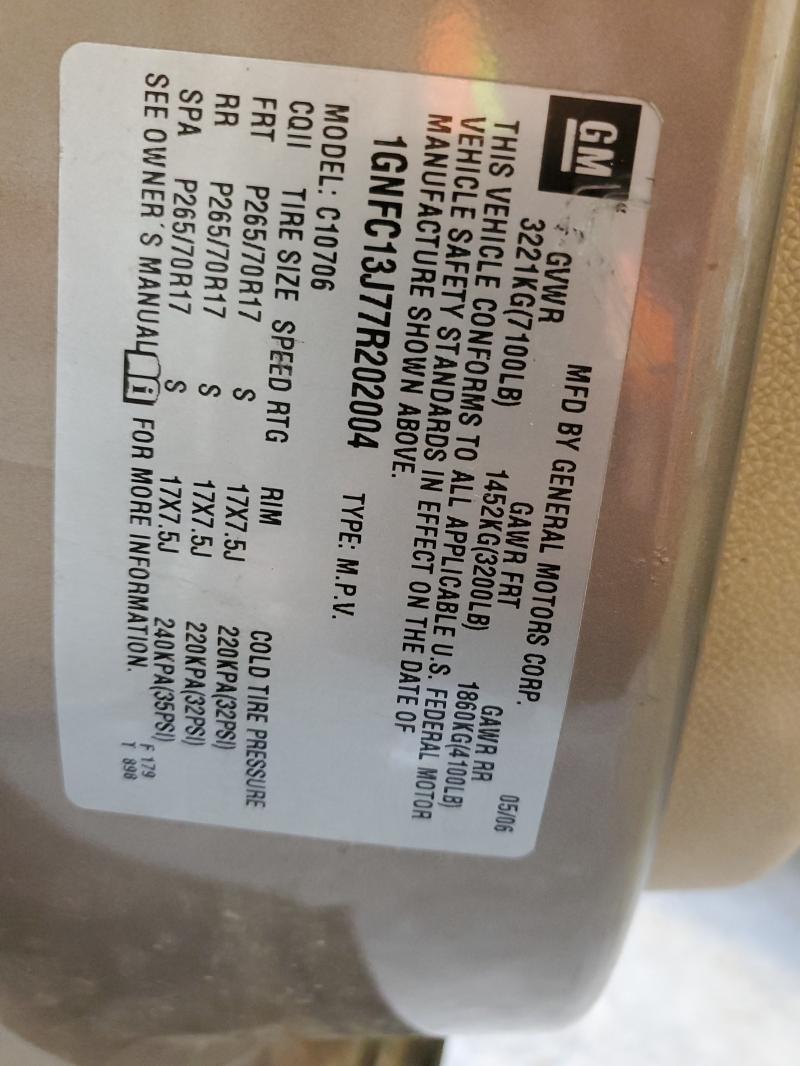 GM
MFD BY GENERAL MOTORS CORP. 05/06
GVWR GAWR FRT GAWR RR
3221KG(7100LB) 1452KG(3200LB) 1860KG(4100LB)
THIS VEHICLE CONFORMS TO ALL APPLICABLE U.S. FEDERAL MOTOR
VEHICLE SAFETY STANDARDS IN EFFECT ON THE DATE OF
MANUFACTURE SHOWN ABOVE.
1GNFC13J77R202004 TYPE: M.P.V.
MODEL: C10706
CQII TIRE SIZE SPEED RTG RIM COLD TIRE PRESSURE
FRT P265/70R17 S 17X7.5J 220KPA(32PSI)
RR P265/70R17 S 17X7.5J 220KPA(32PSI)
SPA P265/70R17 S 17X7.5J 240KPA(35PSI)
SEE OWNER'S MANUAL i FOR MORE INFORMATION.
F 179
T 898